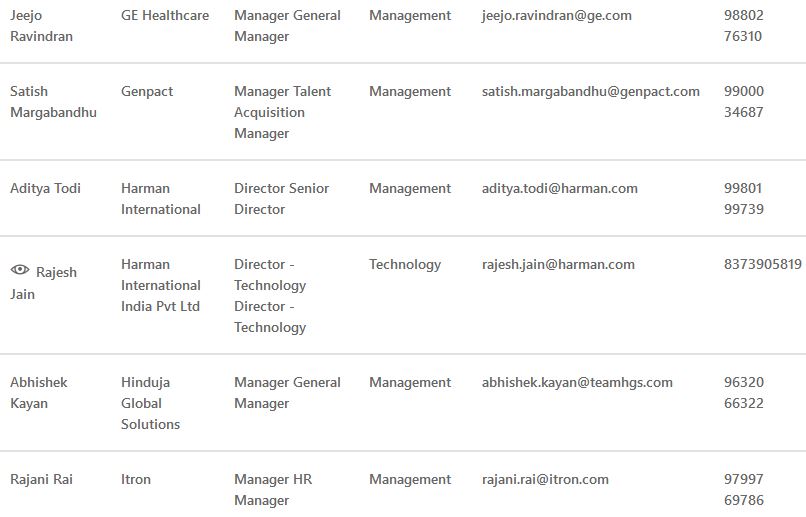 Jeejo GE Healthcare Manager General Management jeejo.ravindran@ge.com 98802
Ravindran Manager 76310
Satish Genpact Manager Talent Management satish.margabandhu@genpact.com 99000
Margabandhu Acquisition 34687
Manager
Aditya Todi Harman Director Senior Management aditya.todi@harman.com 99801
International Director 99739
Harman Director - Technology rajesh.jain@harman.com 8373905819
Rajesh International Technology
Jain India Pvt Ltd Director -
Technology
Abhishek Hinduja Manager General Management abhishek.kayan@teamhgs.com 96320
Kayan Global Manager 66322
Solutions
Rajani Rai Itron Manager HR Management rajani.rai@itron.com 97997
Manager 69786